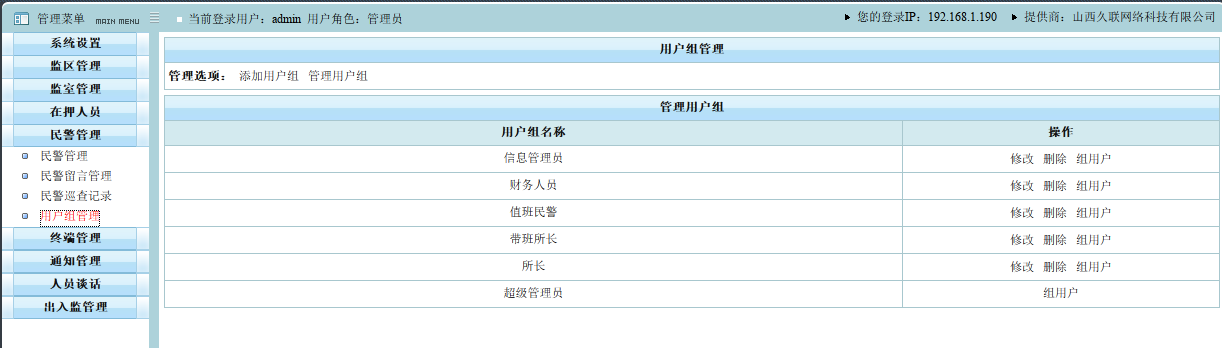 管理菜单 MAIN MENU 当前登录用户：admin 用户角色：管理员 您的登录IP：192.168.1.190 提供商：山西久联网络科技有限公司
系统设置
监区管理
监室管理
在押人员
民警管理
民警管理
民警留言管理
民警巡查记录
用户组管理
终端管理
通知管理
人员谈话
出入监管理
用户组管理
管理选项： 添加用户组 管理用户组
管理用户组
用户组名称 操作
信息管理员 修改 删除 组用户
财务人员 修改 删除 组用户
值班民警 修改 删除 组用户
带班所长 修改 删除 组用户
所长 修改 删除 组用户
超级管理员 组用户